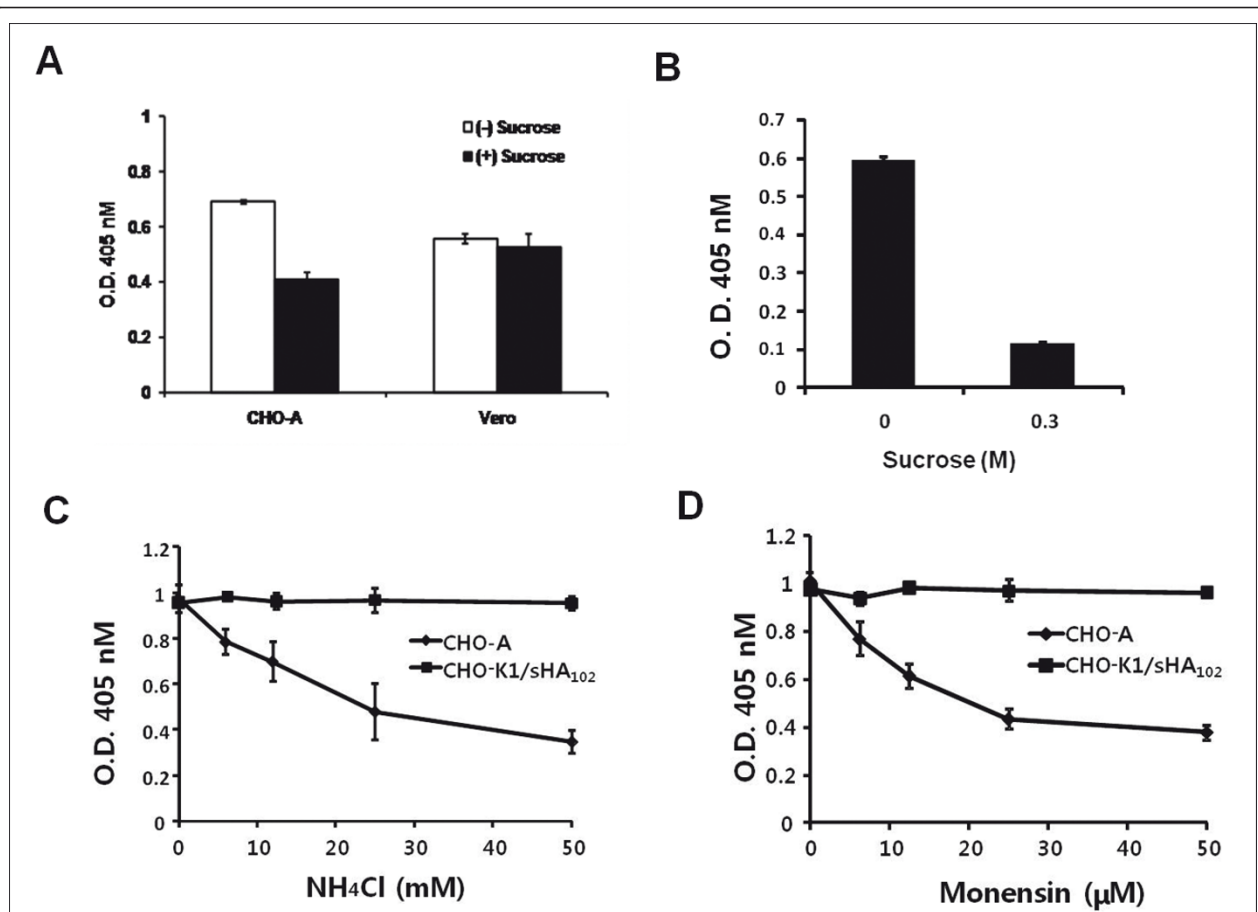 A
O.D. 405 nM
1
0.8
0.6
0.4
0.2
0
(-) Sucrose
(+) Sucrose
CHO-A
Vero
B
O. D. 405 nM
0.7
0.6
0.5
0.4
0.3
0.2
0.1
0
0
0.3
Sucrose (M)
C
O.D. 405 nM
1.2
1
0.8
0.6
0.4
0.2
0
CHO-A
CHO-K1/sHA₁₀₂
0 10 20 30 40 50
NH₄Cl (mM)
D
O.D. 405 nM
1.2
1
0.8
0.6
0.4
0.2
0
CHO-A
CHO-K1/sHA₁₀₂
0 10 20 30 40 50
Monensin (µM)